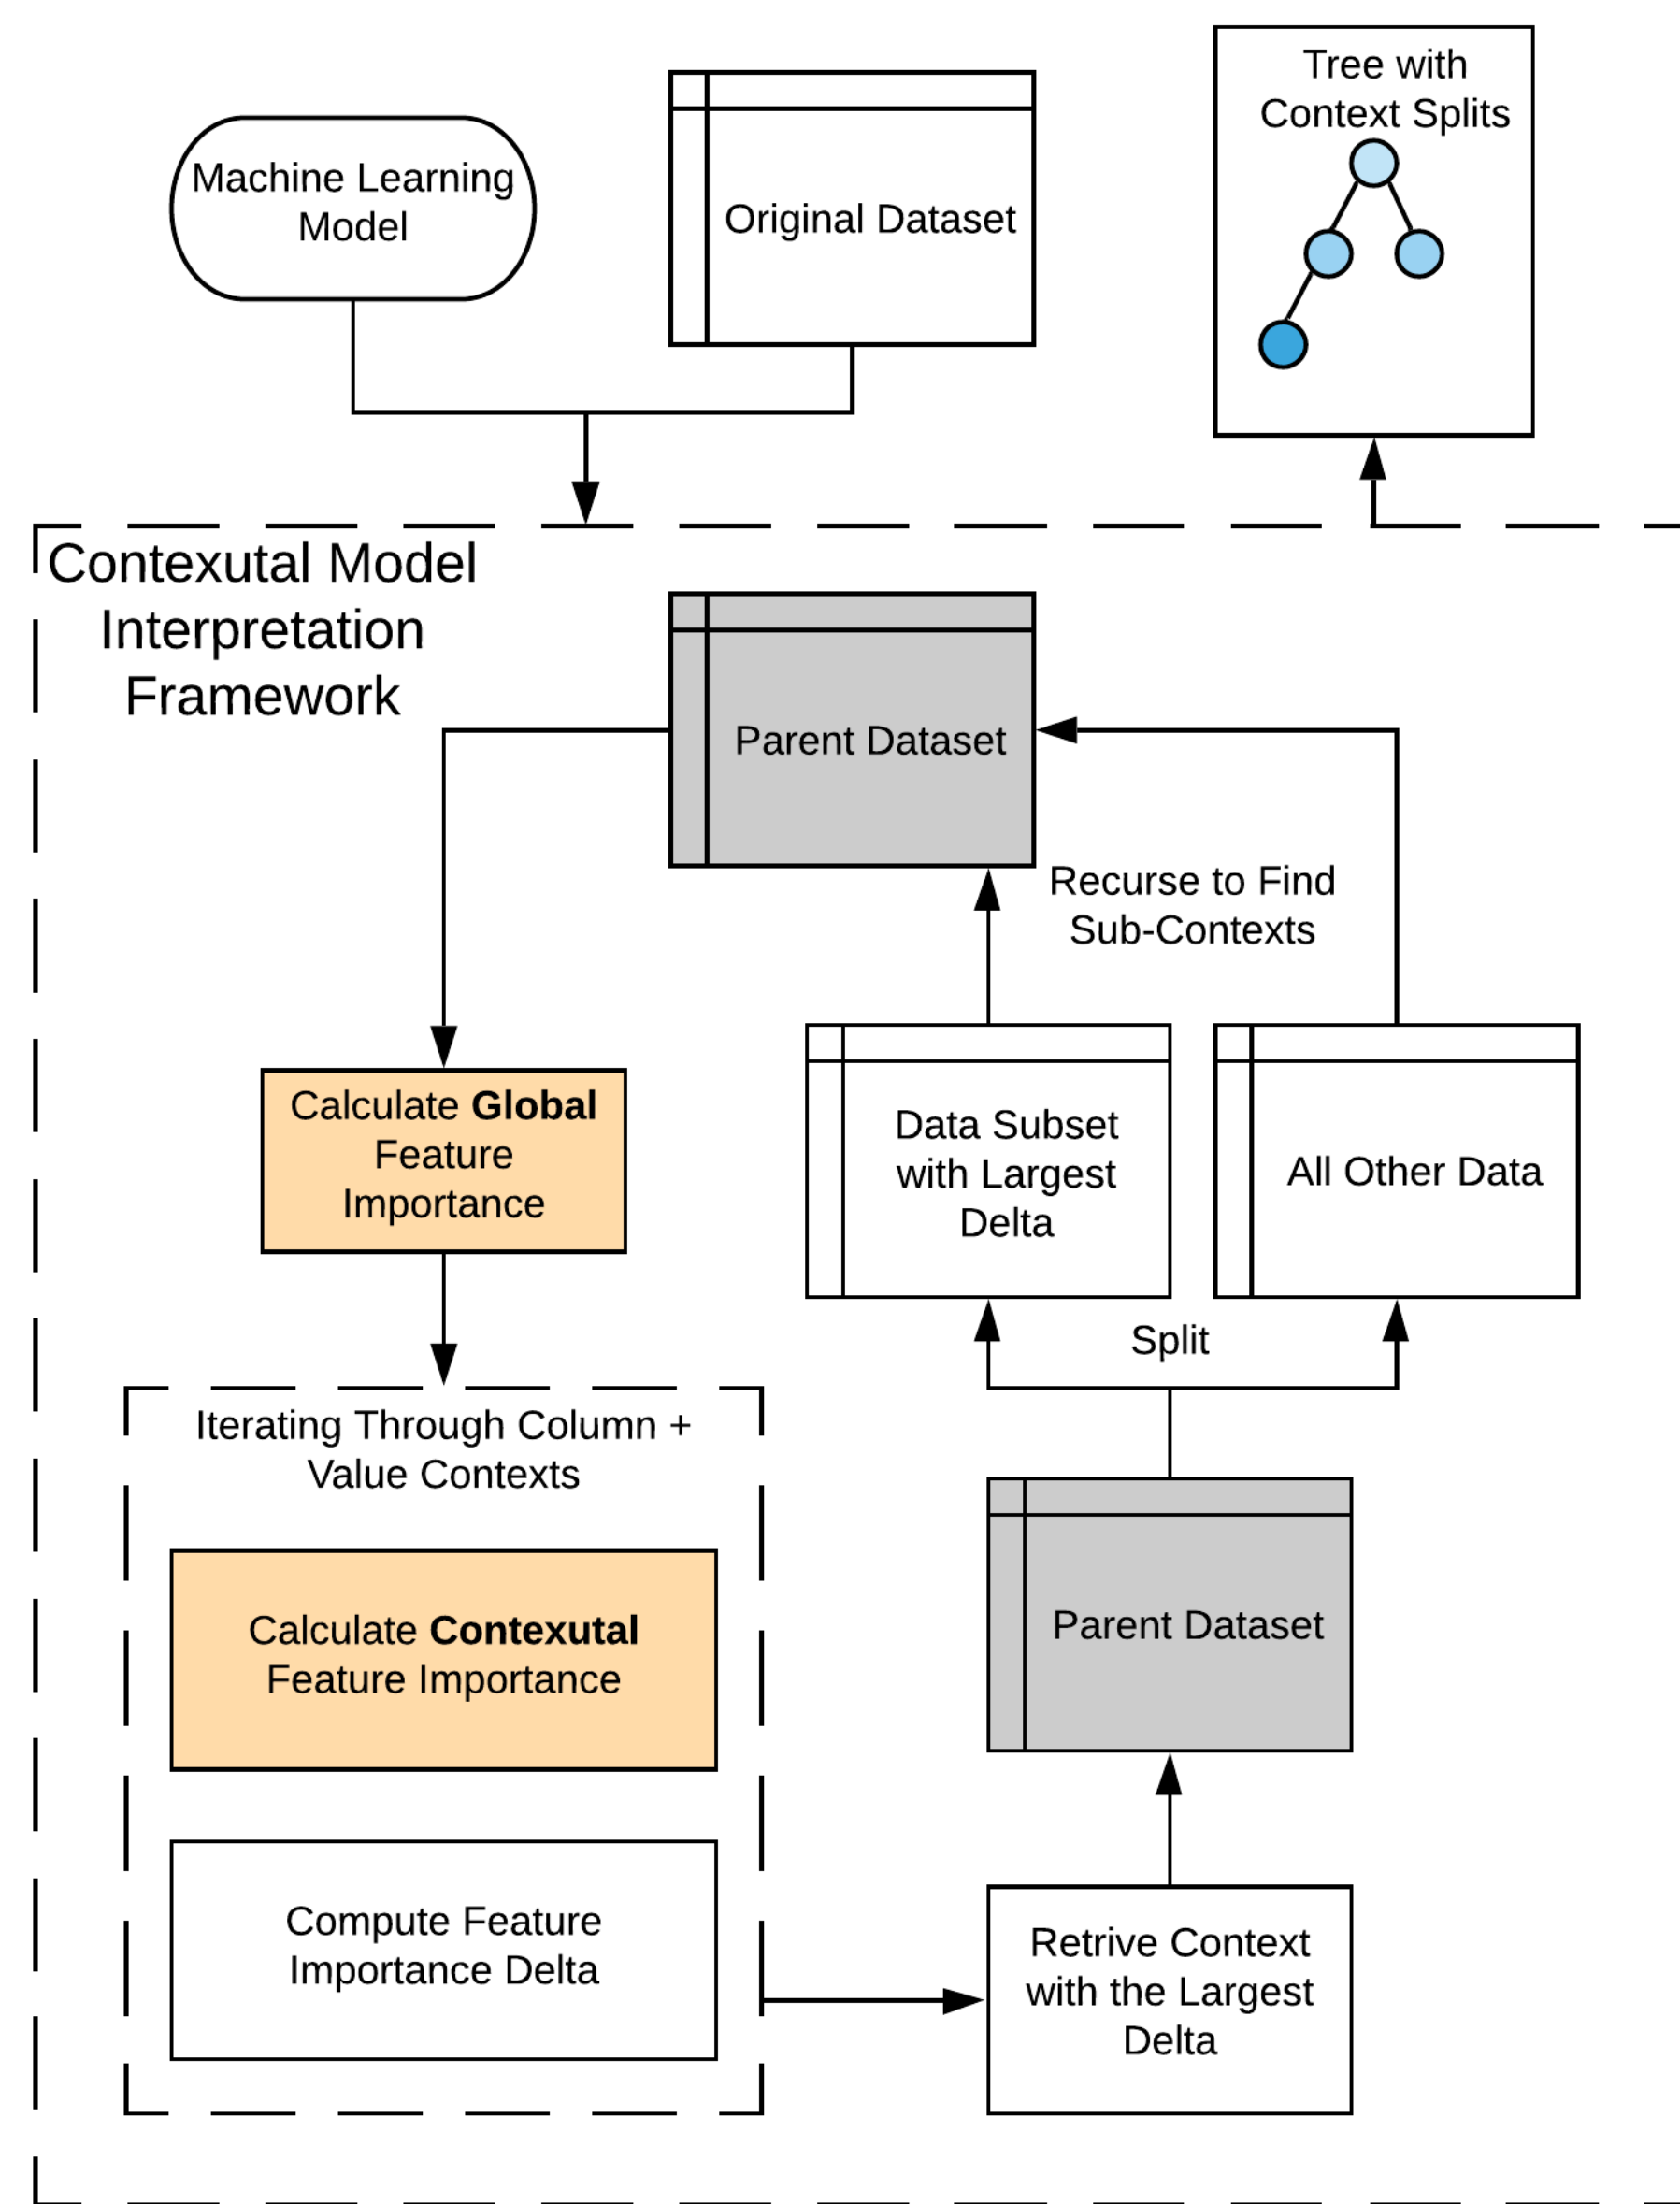 Machine Learning
Model
Original Dataset
Tree with
Context Splits
Contexutal Model
Interpretation
Framework
Parent Dataset
Recurse to Find
Sub-Contexts
Calculate Global
Feature
Importance
Data Subset
with Largest
Delta
All Other Data
Split
Iterating Through Column +
Value Contexts
Calculate Contexutal
Feature Importance
Parent Dataset
Compute Feature
Importance Delta
Retrive Context
with the Largest
Delta